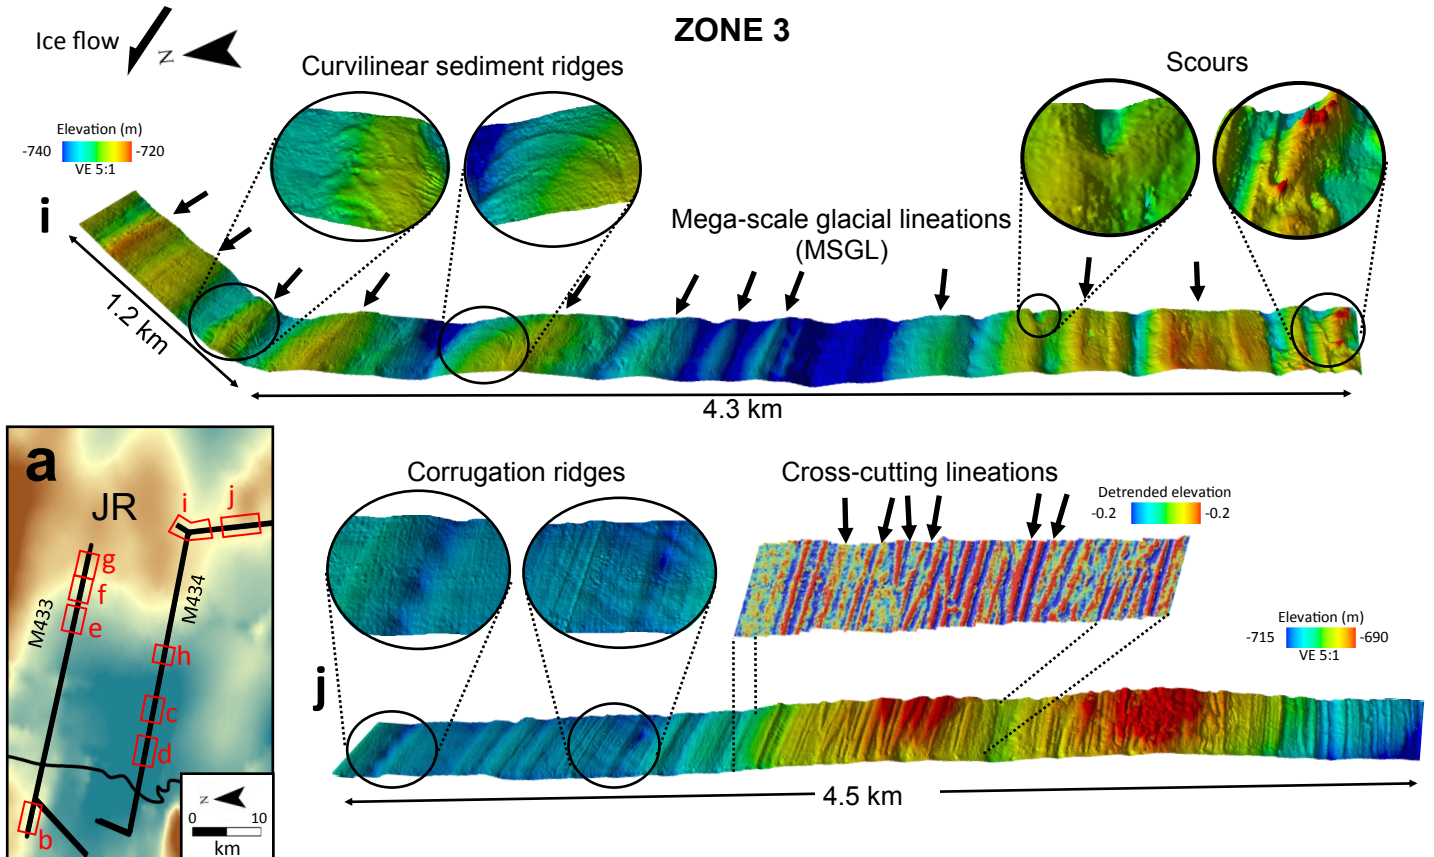 ZONE 3
Ice flow
N
Curvilinear sediment ridges
Scours
Elevation (m)
-740
-720
VE 5:1
i
Mega-scale glacial lineations
(MSGL)
1.2 km
4.3 km
a
JR
i
j
g
f
e
M433
M434
h
c
d
b
N
0
10
km
Corrugation ridges
Cross-cutting lineations
Detrended elevation
-0.2
-0.2
Elevation (m)
-715
-690
VE 5:1
j
4.5 km